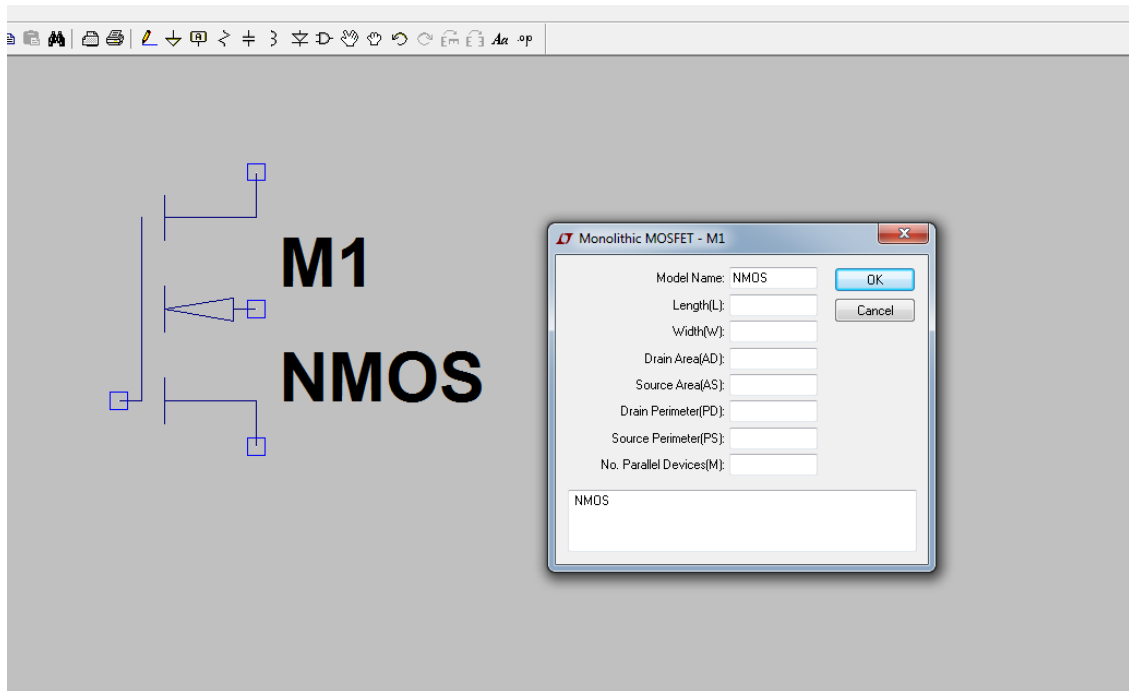 Aa .op
M1
NMOS
Monolithic MOSFET - M1
Model Name: NMOS
OK
Length(L):
Cancel
Width(W):
Drain Area(AD):
Source Area(AS):
Drain Perimeter(PD):
Source Perimeter(PS):
No. Parallel Devices(M):
NMOS